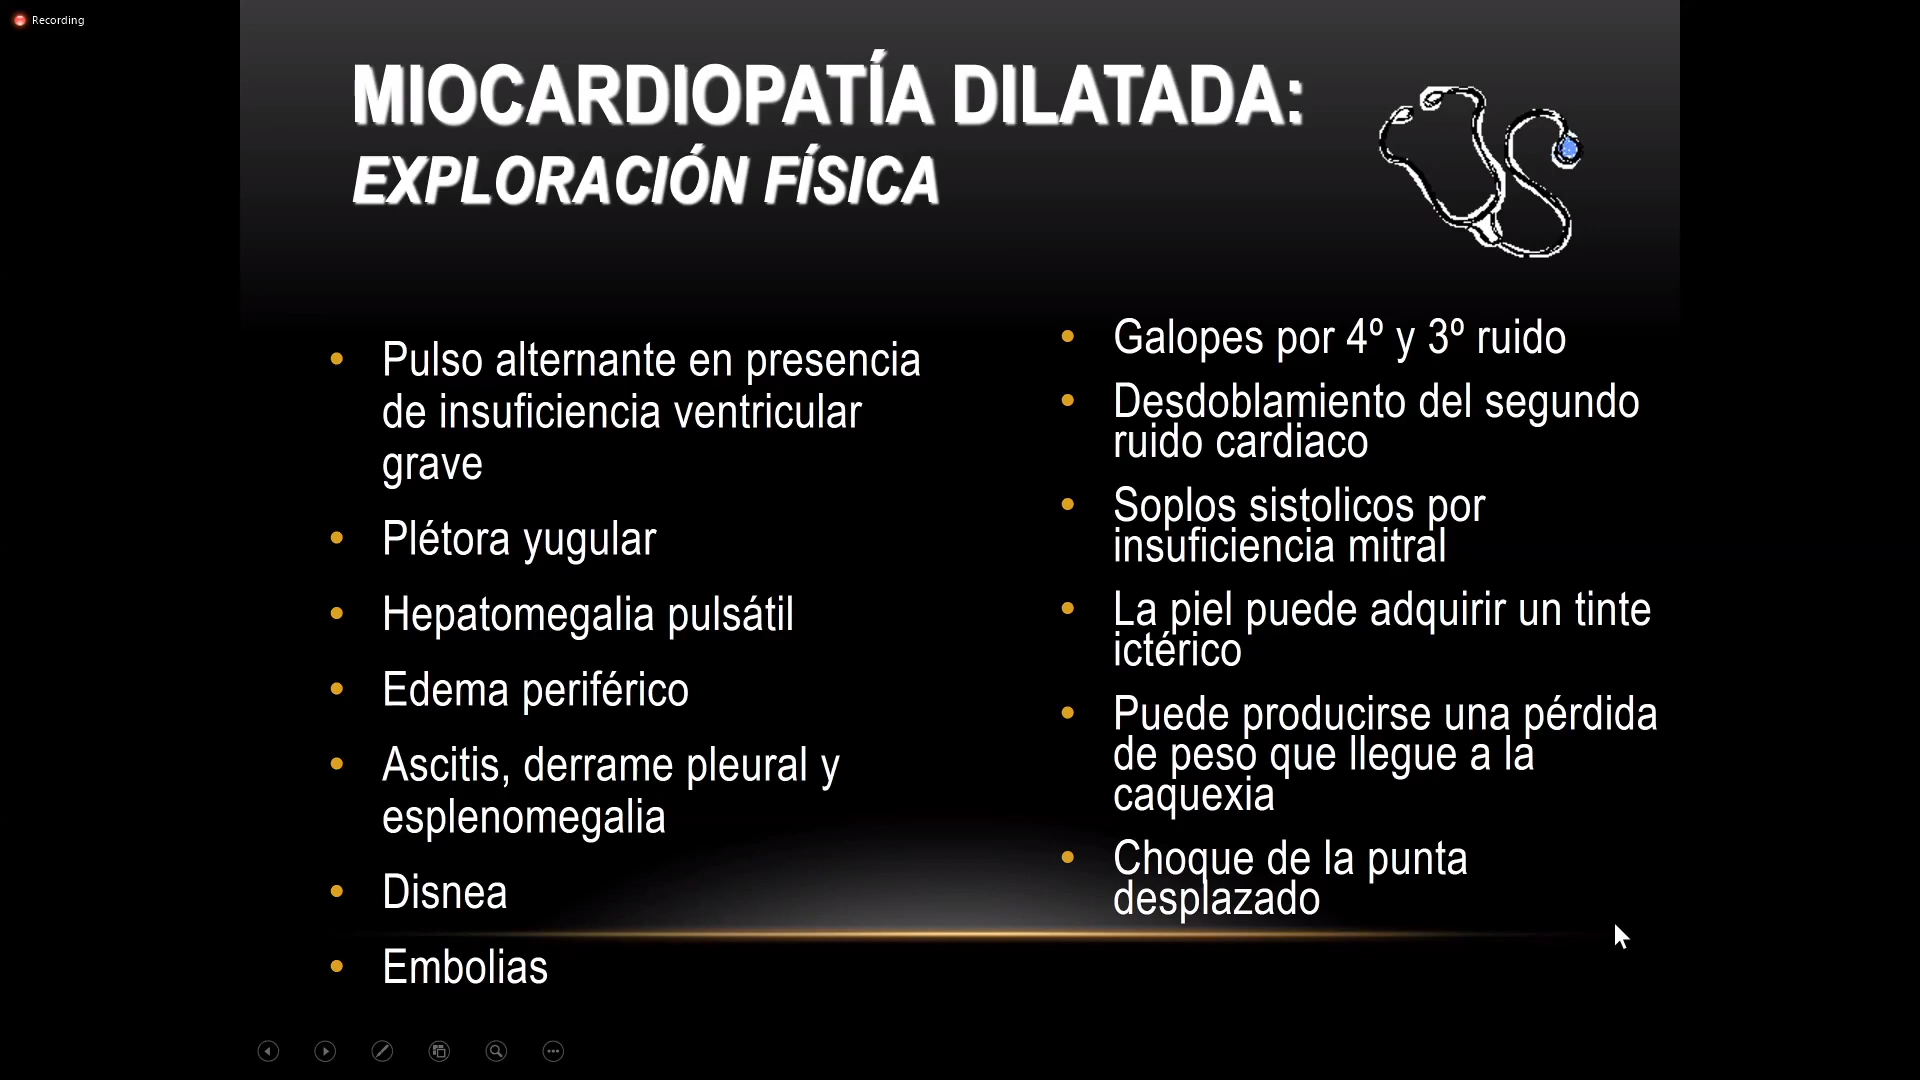 Recording
MIOCARDIOPATÍA DILATADA:
EXPLORACIÓN FÍSICA
• Pulso alternante en presencia
de insuficiencia ventricular
grave
• Plétora yugular
• Hepatomegalia pulsátil
• Edema periférico
• Ascitis, derrame pleural y
esplenomegalia
• Disnea
• Embolias
• Galopes por 4º y 3º ruido
• Desdoblamiento del segundo
ruido cardiaco
• Soplos sistolicos por
insuficiencia mitral
• La piel puede adquirir un tinte
ictérico
• Puede producirse una pérdida
de peso que llegue a la
caquexia
• Choque de la punta
desplazado